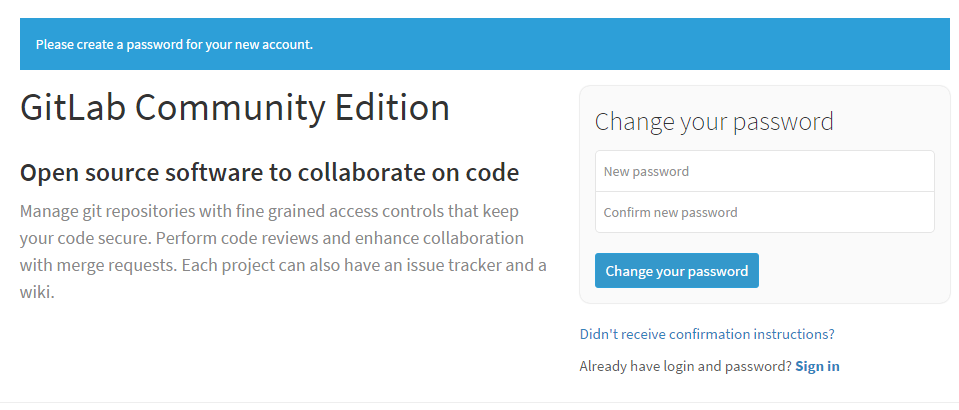 Please create a password for your new account.
GitLab Community Edition
Open source software to collaborate on code
Manage git repositories with fine grained access controls that keep
your code secure. Perform code reviews and enhance collaboration
with merge requests. Each project can also have an issue tracker and a
wiki.
Change your password
New password
Confirm new password
Change your password
Didn't receive confirmation instructions?
Already have login and password? Sign in